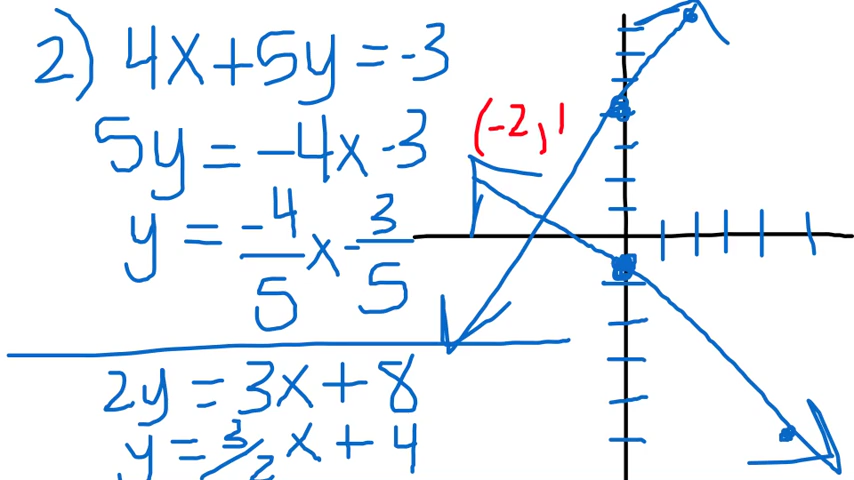 2) 4x+5y=-3
(-2,1
5y=-4x-3
y=-4/5x-3/5
2y=3x+8
y=3/2x+4